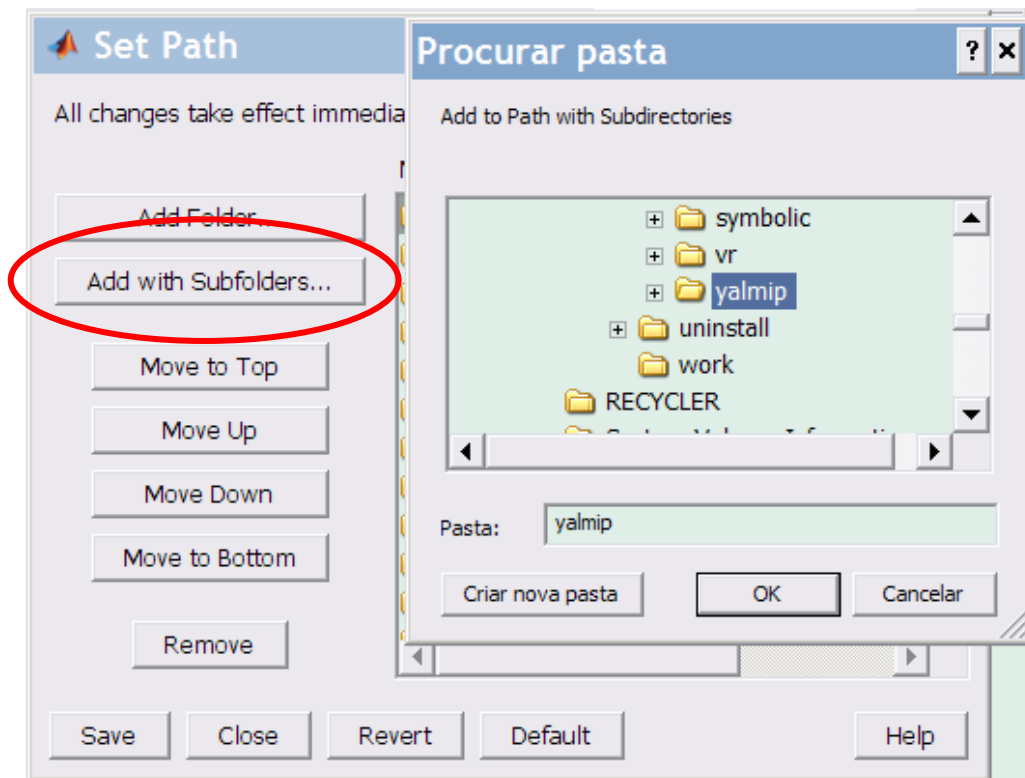 Set Path
All changes take effect immedia
Add Folder...
Add with Subfolders...
Move to Top
Move Up
Move Down
Move to Bottom
Remove
Save
Close
Revert
Default
Help
Procurar pasta
Add to Path with Subdirectories
symbolic
vr
yalmip
uninstall
work
RECYCLER
Pasta:
yalmip
Criar nova pasta
OK
Cancelar